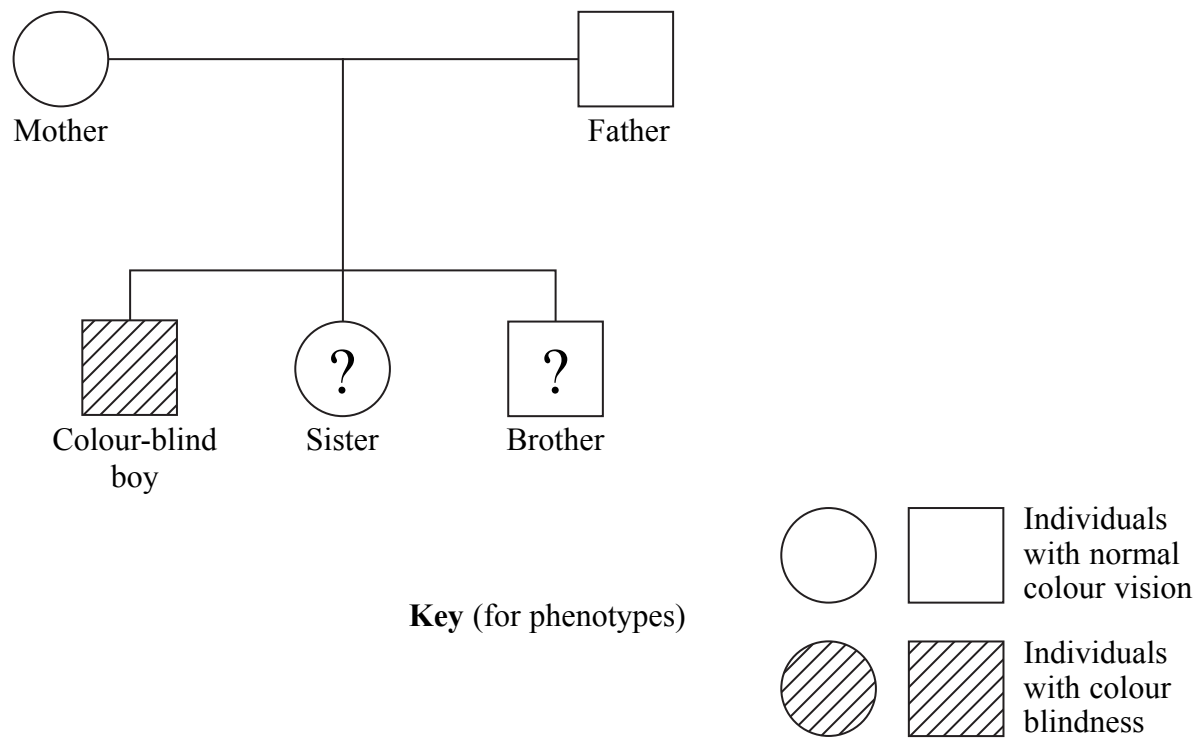 Mother
Father
?
?
Colour-blind
boy
Sister
Brother
Key (for phenotypes)
Individuals
with normal
colour vision
Individuals
with colour
blindness